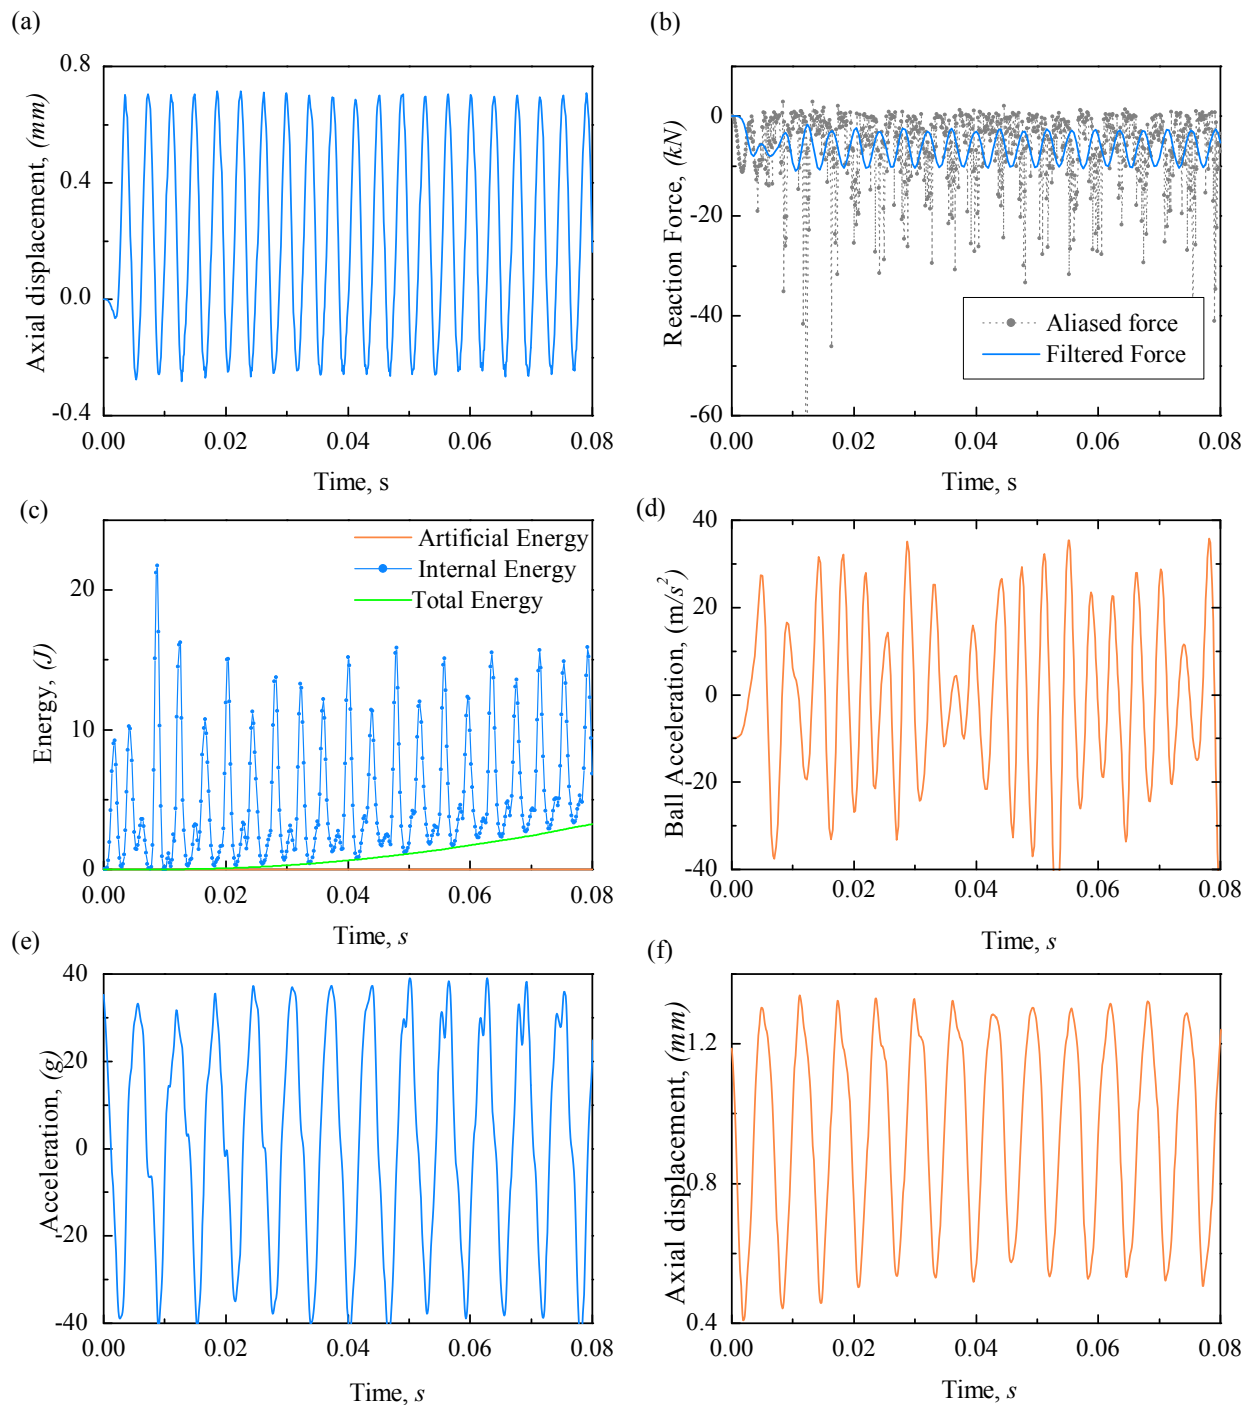 (a)
Axial displacement, (mm)
0.8
0.4
0.0
-0.4
0.00 0.02 0.04 0.06 0.08
Time, s
(b)
Reaction Force, (kN)
0
-20
-40
-60
Aliased force
Filtered Force
0.00 0.02 0.04 0.06 0.08
Time, s
(c)
Energy, (J)
20
10
0
Artificial Energy
Internal Energy
Total Energy
0.00 0.02 0.04 0.06 0.08
Time, s
(d)
Ball Acceleration, (m/s²)
40
20
0
-20
-40
0.00 0.02 0.04 0.06 0.08
Time, s
(e)
Acceleration, (g)
40
20
0
-20
-40
0.00 0.02 0.04 0.06 0.08
Time, s
(f)
Axial displacement, (mm)
1.2
0.8
0.4
0.00 0.02 0.04 0.06 0.08
Time, s